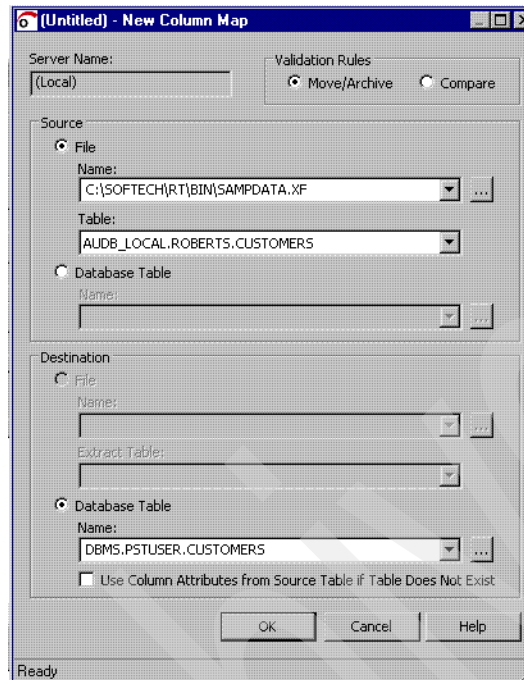 (Untitled) - New Column Map
Server Name:
(Local)
Validation Rules
Move/Archive Compare
Source
File
Name:
C:\SOFTECH\RT\BIN\SAMPDATA.XF
...
Table:
AUDB_LOCAL.ROBERTS.CUSTOMERS
Database Table
Name:
...
Destination
File
Name:
...
Extract Table:
Database Table
Name:
DBMS.PSTUSER.CUSTOMERS
...
Use Column Attributes from Source Table if Table Does Not Exist
OK Cancel Help
Ready